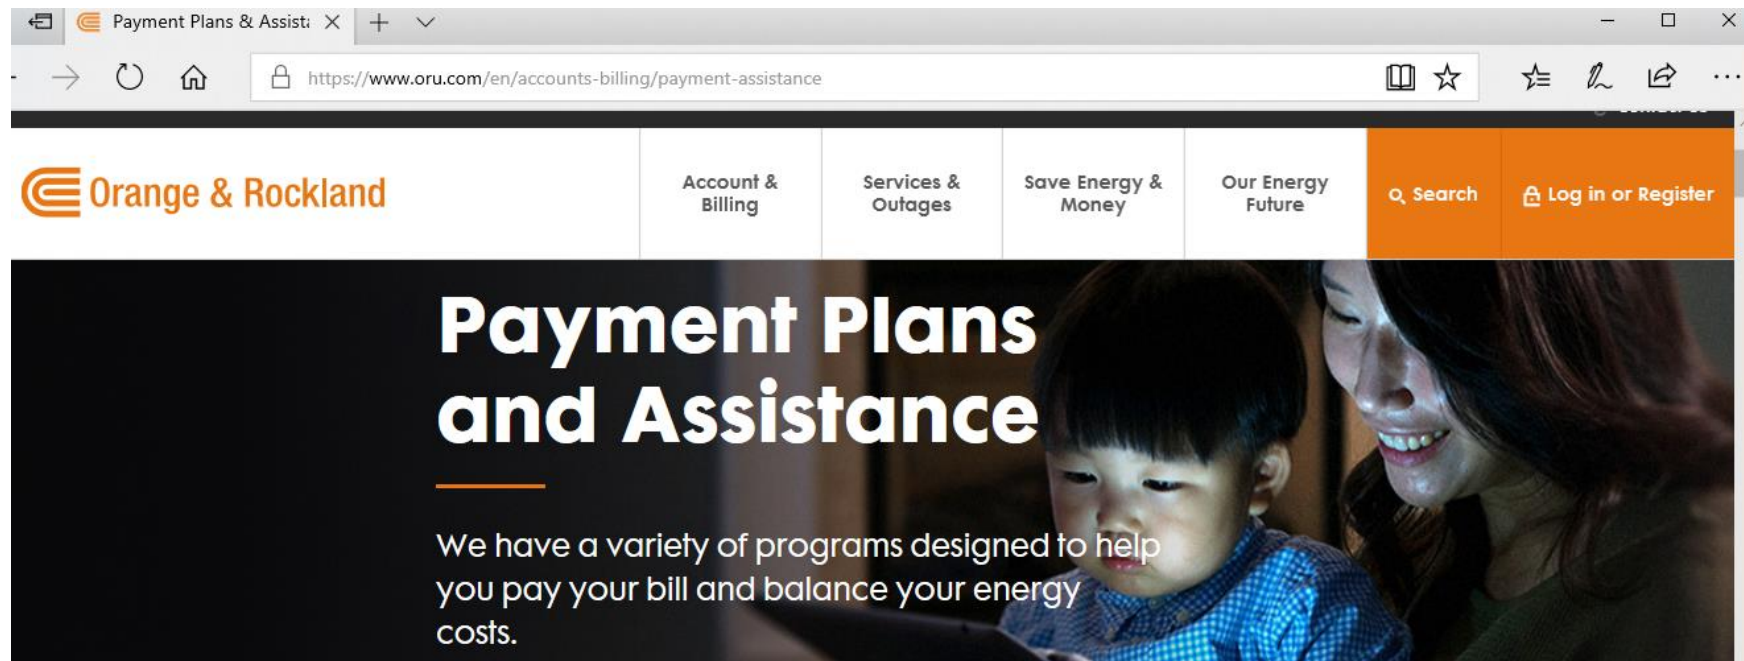 Payment Plans & Assista
https://www.oru.com/en/accounts-billing/payment-assistance
Orange & Rockland
Account &
Billing
Services &
Outages
Save Energy &
Money
Our Energy
Future
Search
Log in or Register
Payment Plans
and Assistance
We have a variety of programs designed to help
you pay your bill and balance your energy
costs.